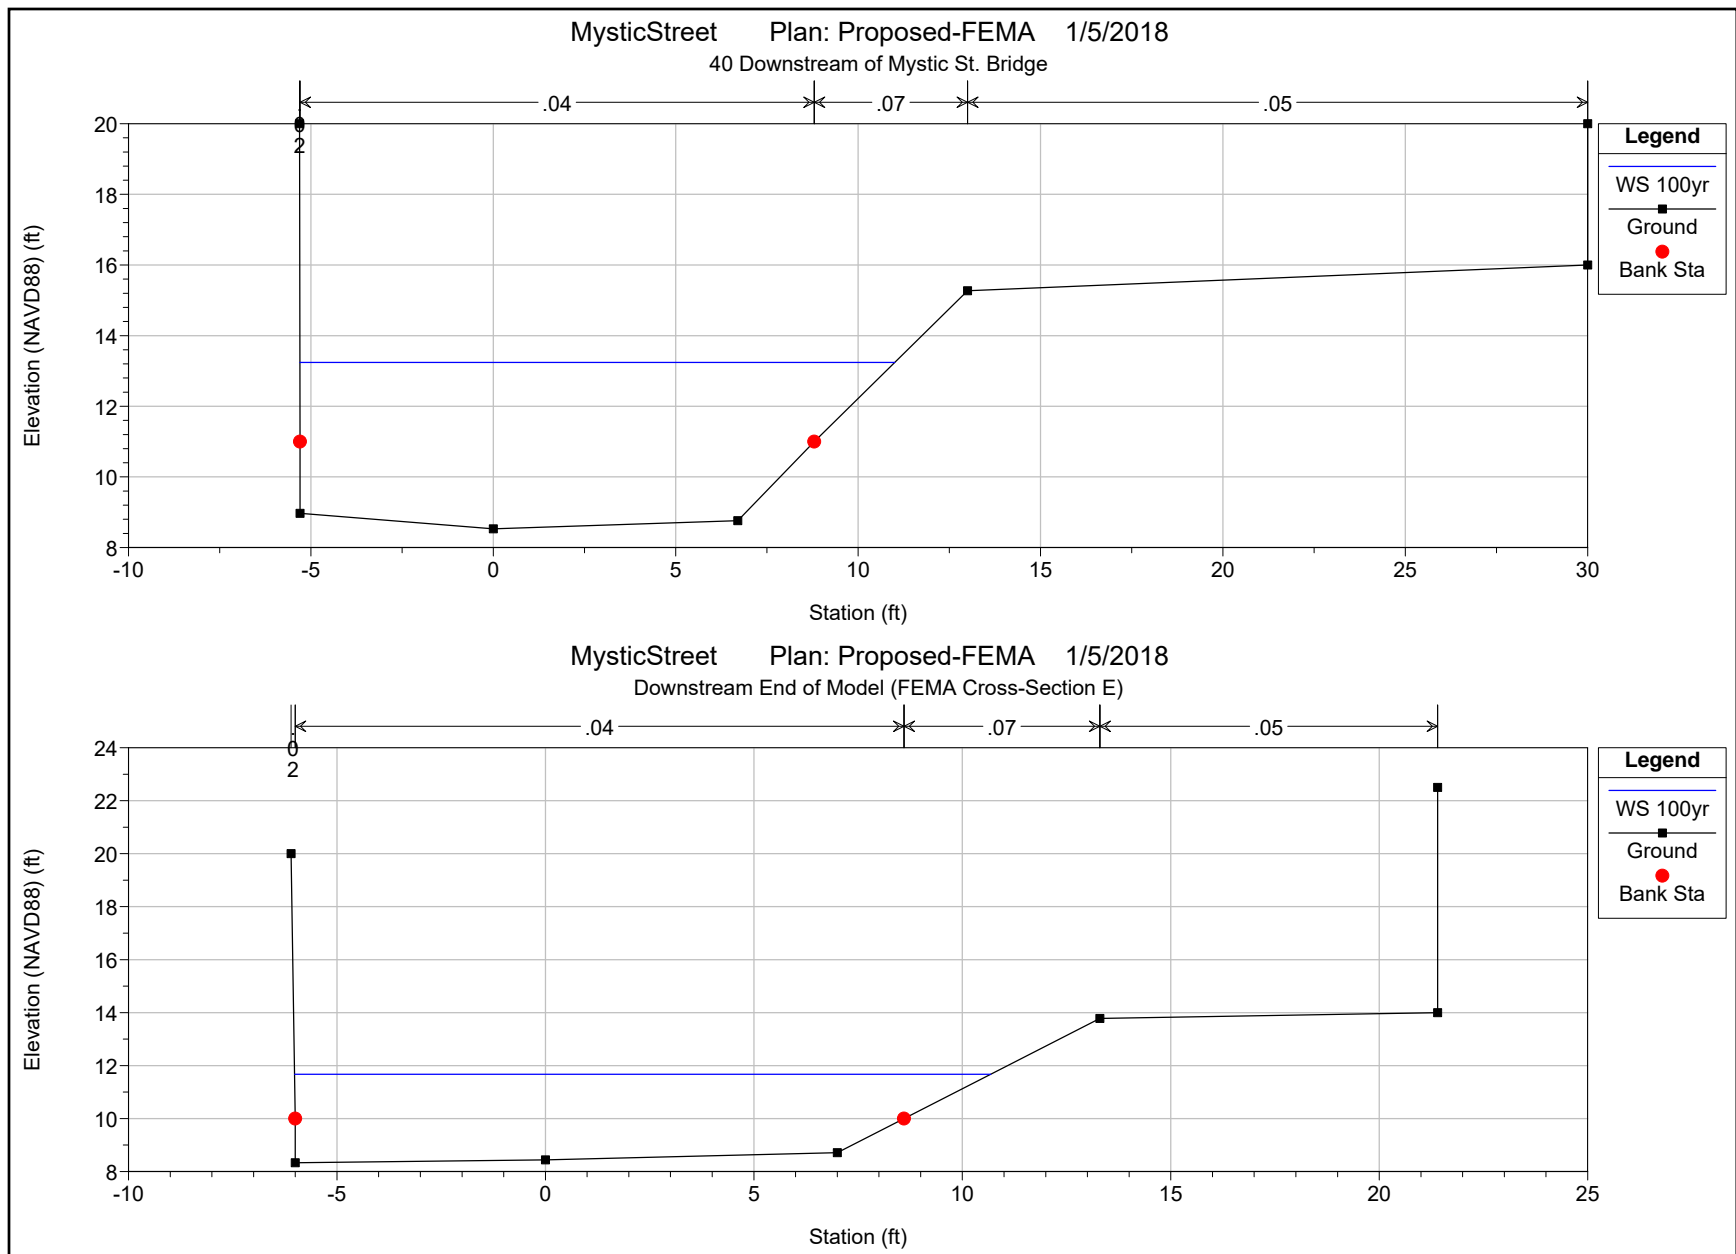 MysticStreet Plan: Proposed-FEMA 1/5/2018
40 Downstream of Mystic St. Bridge
.04 .07 .05
.02
20
18
16
14
12
10
8
-10 -5 0 5 10 15 20 25 30
Elevation (NAVD88) (ft)
Station (ft)
Legend
WS 100yr
Ground
Bank Sta
MysticStreet Plan: Proposed-FEMA 1/5/2018
Downstream End of Model (FEMA Cross-Section E)
.04 .07 .05
.02
24
22
20
18
16
14
12
10
8
-10 -5 0 5 10 15 20 25
Elevation (NAVD88) (ft)
Station (ft)
Legend
WS 100yr
Ground
Bank Sta